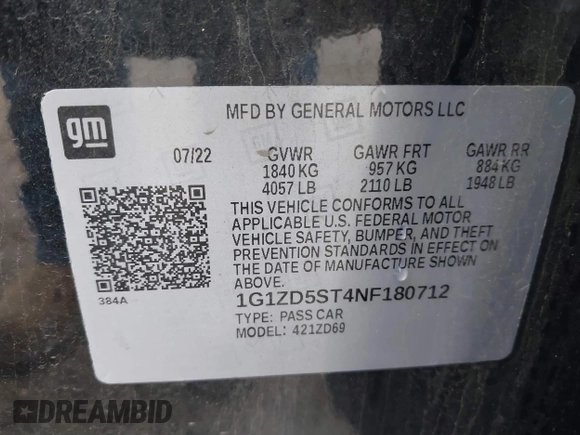 gm
MFD BY GENERAL MOTORS LLC
07/22 GVWR GAWR FRT GAWR RR
1840 KG 957 KG 884 KG
4057 LB 2110 LB 1948 LB
THIS VEHICLE CONFORMS TO ALL
APPLICABLE U.S. FEDERAL MOTOR
VEHICLE SAFETY, BUMPER, AND THEFT
PREVENTION STANDARDS IN EFFECT ON
THE DATE OF MANUFACTURE SHOWN
ABOVE.
384A
1G1ZD5ST4NF180712
TYPE: PASS CAR
MODEL: 421ZD69
DREAMBID